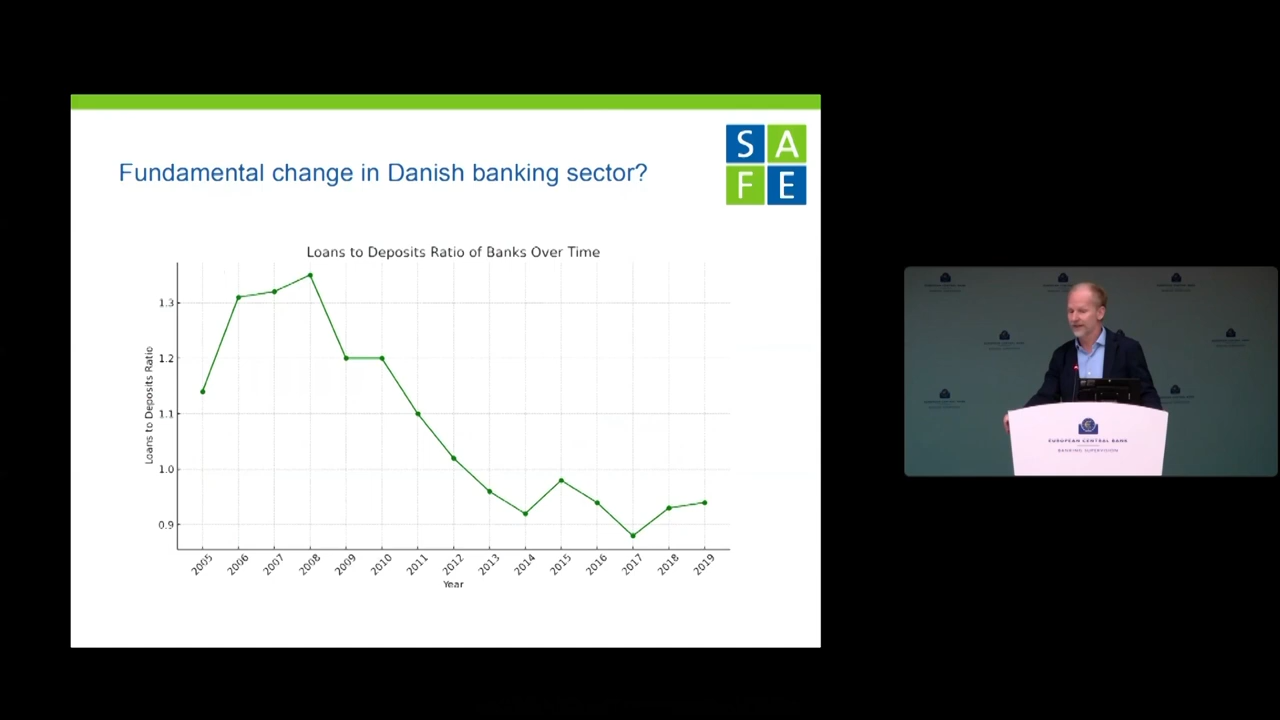 Fundamental change in Danish banking sector?
S A
F E
Loans to Deposits Ratio of Banks Over Time
Loans to Deposits Ratio
1.3
1.2
1.1
1.0
0.9
2005 2006 2007 2008 2009 2010 2011 2012 2013 2014 2015 2016 2017 2018 2019
Year
EUROPEAN CENTRAL BANK
BANKING SUPERVISION